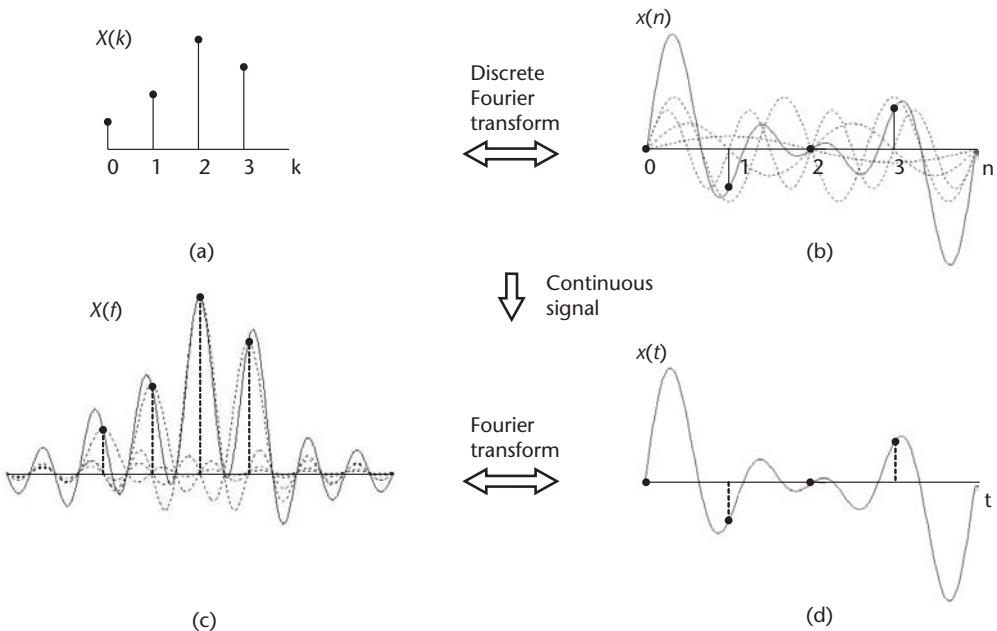 X(k)
0 1 2 3 k
(a)
Discrete
Fourier
transform
x(n)
0 1 2 3 n
(b)
Continuous
signal
X(f)
(c)
Fourier
transform
x(t)
t
(d)